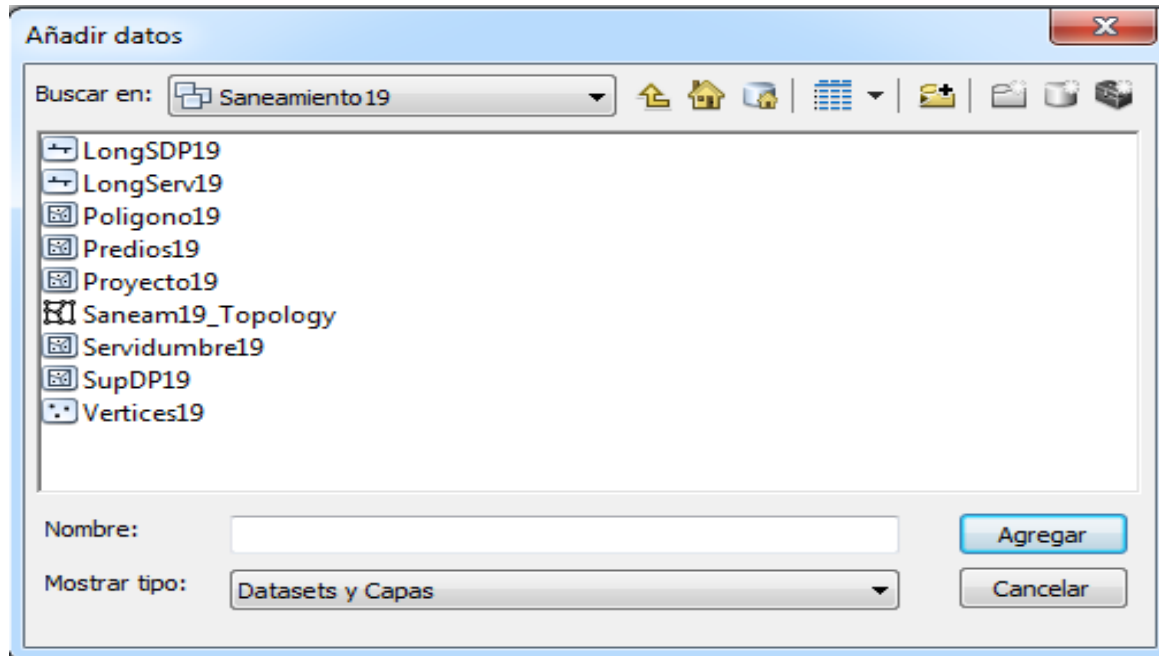 Añadir datos
Buscar en: Saneamiento19
LongSDP19
LongServ19
Poligono19
Predios19
Proyecto19
Saneam19_Topology
Servidumbre19
SupDP19
Vertices19
Nombre:
Agregar
Mostrar tipo: Datasets y Capas
Cancelar